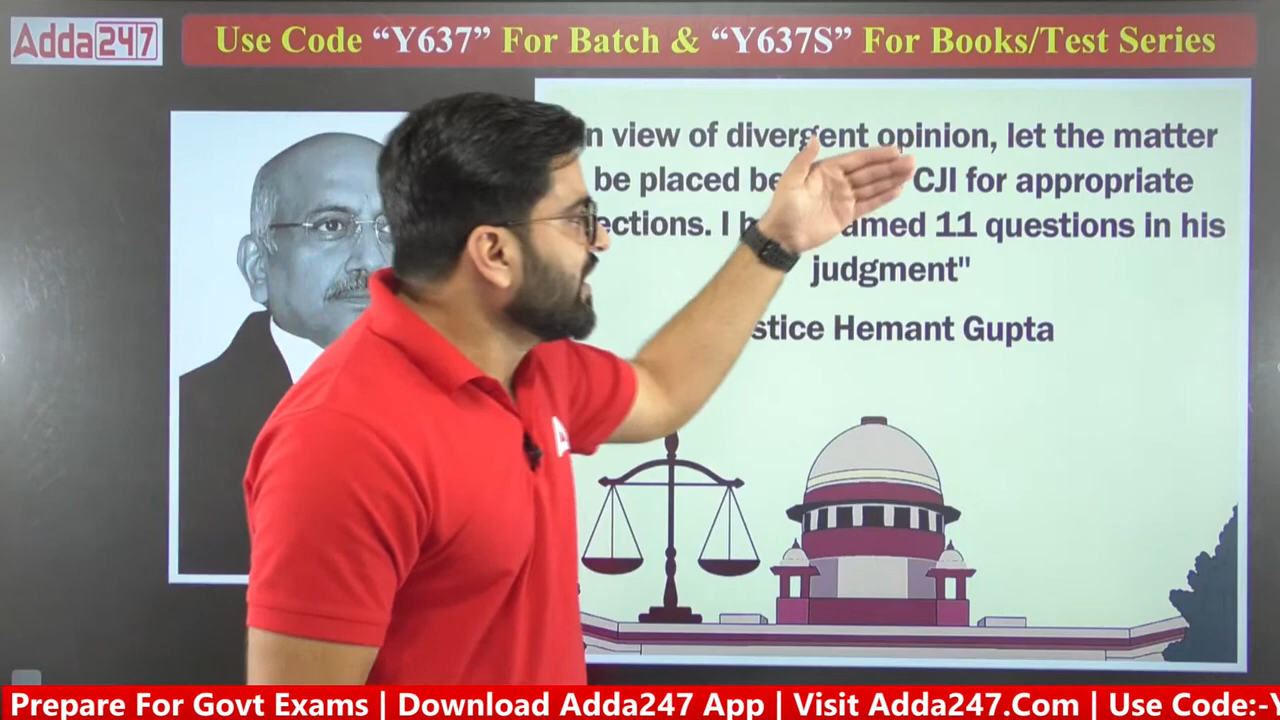 Adda247
Use Code “Y637” For Batch & “Y637S” For Books/Test Series
n view of divergent opinion, let the matter
be placed be CJI for appropriate
ections. I amed 11 questions in his
judgment"
stice Hemant Gupta
Prepare For Govt Exams | Download Adda247 App | Visit Adda247.Com | Use Code:-Y